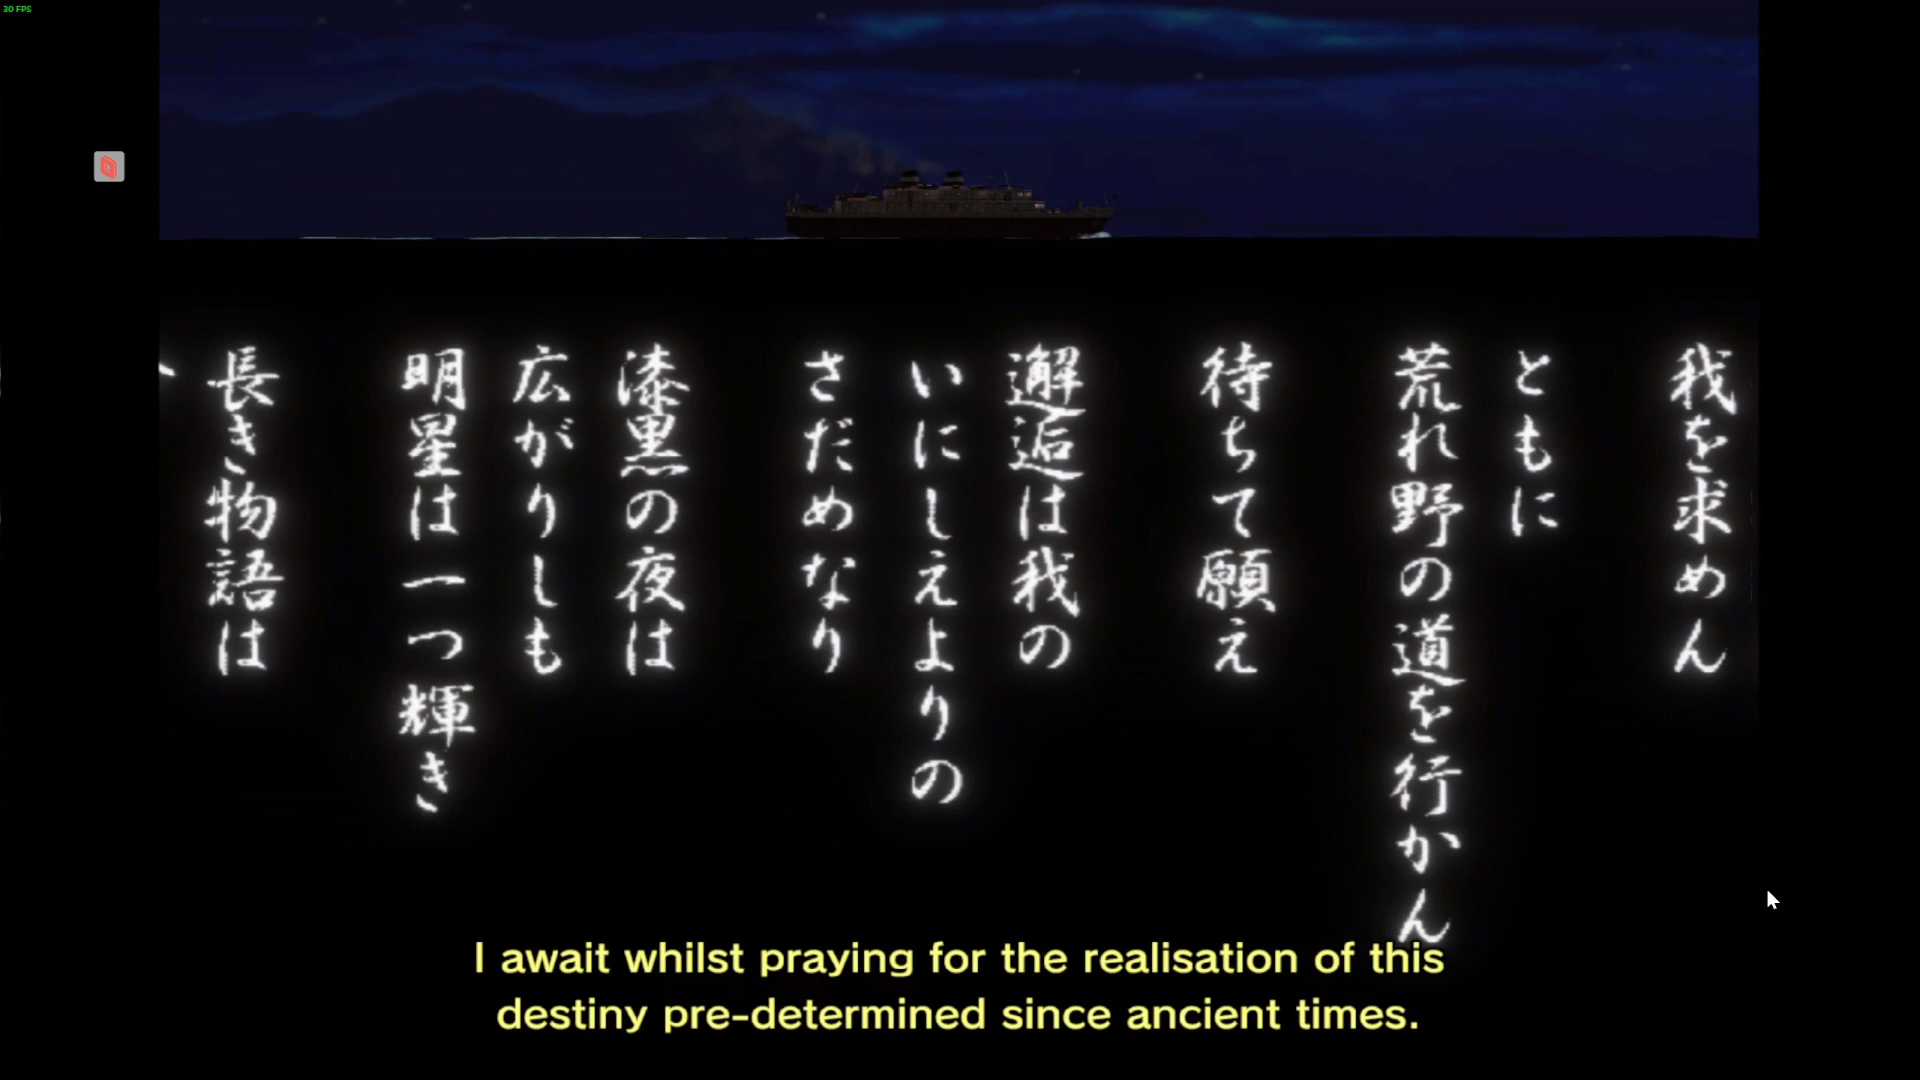 30 FPS
我を求めん
ともに
荒れ野の道を行かん
待ちて願え
邂逅は我の
いにしえよりの
さだめなり
漆黒の夜は
広がりしも
明星は一つ輝き
長き物語は
I await whilst praying for the realisation of this
destiny pre-determined since ancient times.